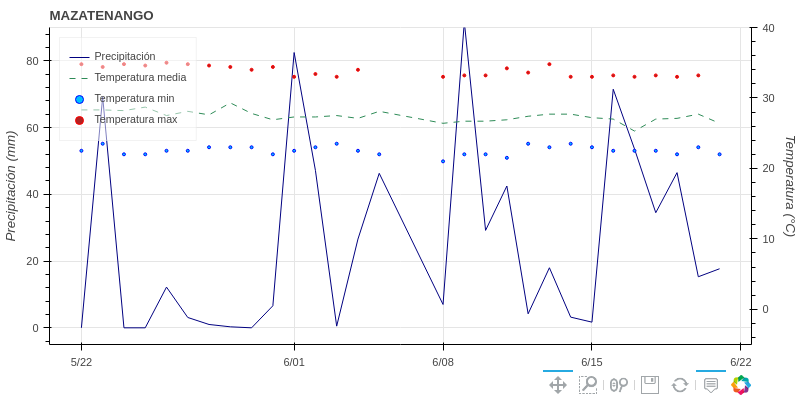 MAZATENANGO
Precipitación
Temperatura media
Temperatura min
Temperatura max
Precipitación (mm)
80
60
40
20
0
Temperatura (°C)
40
30
20
10
0
5/22
6/01
6/08
6/15
6/22